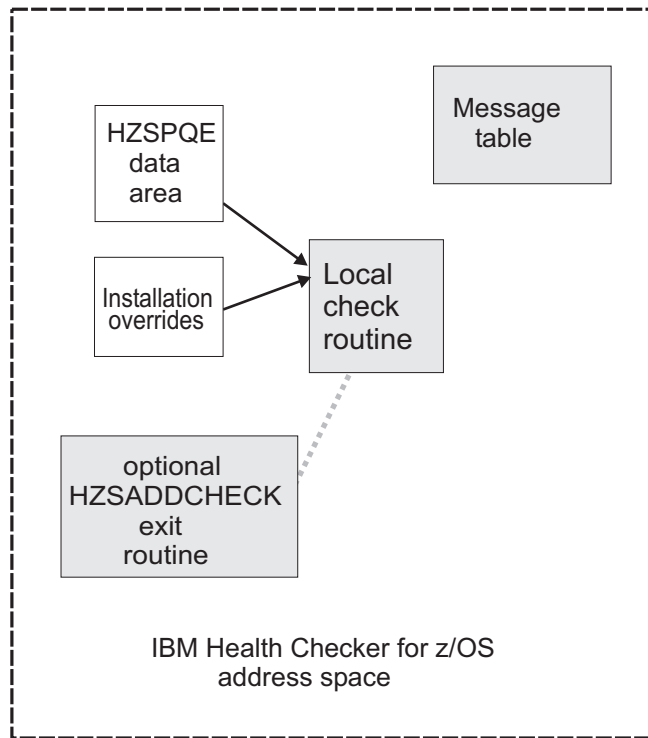 HZSPQE
data
area
Message
table
Installation
overrides
Local
check
routine
optional
HZSADDCHECK
exit
routine
IBM Health Checker for z/OS
address space